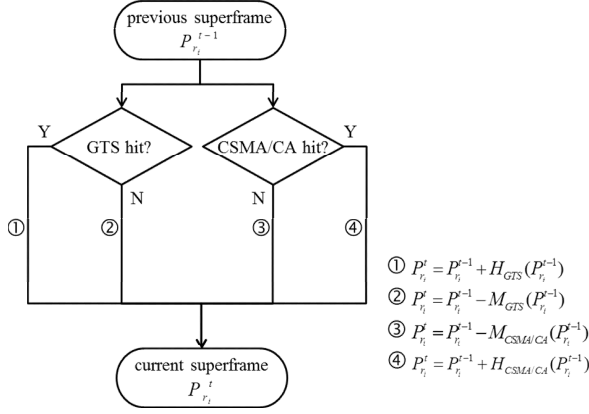 previous superframe
P_{r_i}^{t-1}
Y
GTS hit?
CSMA/CA hit?
Y
N
N
①
②
③
④
① P_{r_i}^{t} = P_{r_i}^{t-1} + H_{GTS}(P_{r_i}^{t-1})
② P_{r_i}^{t} = P_{r_i}^{t-1} − M_{GTS}(P_{r_i}^{t-1})
③ P_{r_i}^{t} = P_{r_i}^{t-1} − M_{CSMA/CA}(P_{r_i}^{t-1})
④ P_{r_i}^{t} = P_{r_i}^{t-1} + H_{CSMA/CA}(P_{r_i}^{t-1})
current superframe
P_{r_i}^{t}